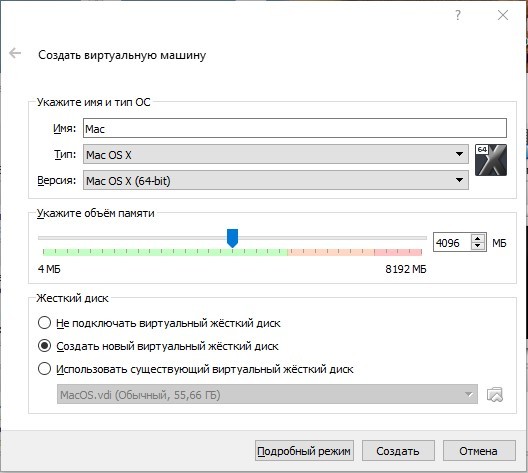 ?
Создать виртуальную машину
Укажите имя и тип ОС
Имя: Mac
Тип: Mac OS X
64
X
Версия: Mac OS X (64-bit)
Укажите объём памяти
4096 МБ
4 МБ 8192 МБ
Жесткий диск
Не подключать виртуальный жёсткий диск
Создать новый виртуальный жёсткий диск
Использовать существующий виртуальный жёсткий диск
MacOS.vdi (Обычный, 55,66 ГБ)
Подробный режим Создать Отмена